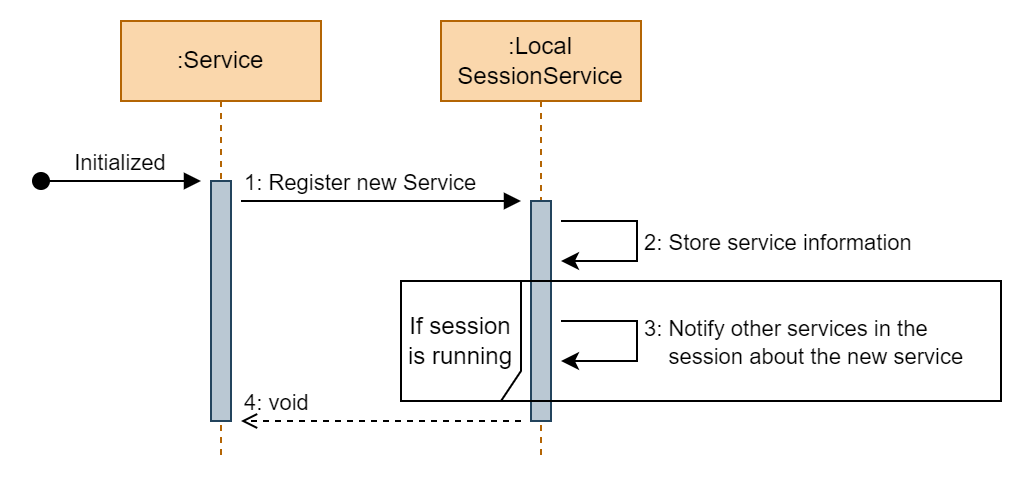 :Service
:Local
SessionService
Initialized
1: Register new Service
2: Store service information
If session
is running
3: Notify other services in the
session about the new service
4: void